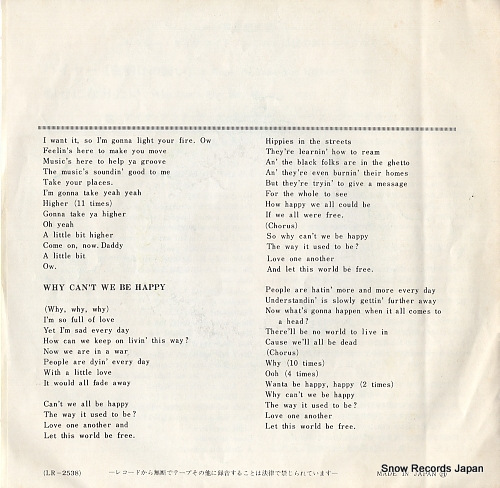 I want it, so I'm gonna light your fire. Ow
Feelin's here to make you move
Music's here to help ya groove
The music's soundin' good to me
Take your places.
I'm gonna take yeah yeah
Higher (11 times)
Gonna take ya higher
Oh yeah
A little bit higher
Come on, now. Daddy
A little bit
Ow.
WHY CAN'T WE BE HAPPY
(Why, why, why)
I'm so full of love
Yet I'm sad every day
How can we keep on livin' this way?
Now we are in a war
People are dyin' every day
With a little love
It would all fade away
Can't we all be happy
The way it used to be?
Love one another and
Let this world be free.
Hippies in the streets
They're learnin' how to ream
An' the black folks are in the ghetto
An' they're even burnin' their homes
But they're tryin' to give a message
For the whole to see
How happy we all could be
If we all were free.
(Chorus)
So why can't we be happy
The way it used to be?
Love one another
And let this world be free.
People are hatin' more and more every day
Understandin' is slowly gettin' further away
Now what's gonna happen when it all comes to
a head?
There'll be no world to live in
Cause we'll all be dead
(Chorus)
Why (10 times)
Ooh (4 times)
Wanta be happy, happy (2 times)
Why can't we be happy
The way it used to be?
Love one another
Let this world be free.
(LR-2538)
—レコードから無断でテープその他に録音することは法律で禁じられています—
MADE IN JAPAN
Snow Records Japan